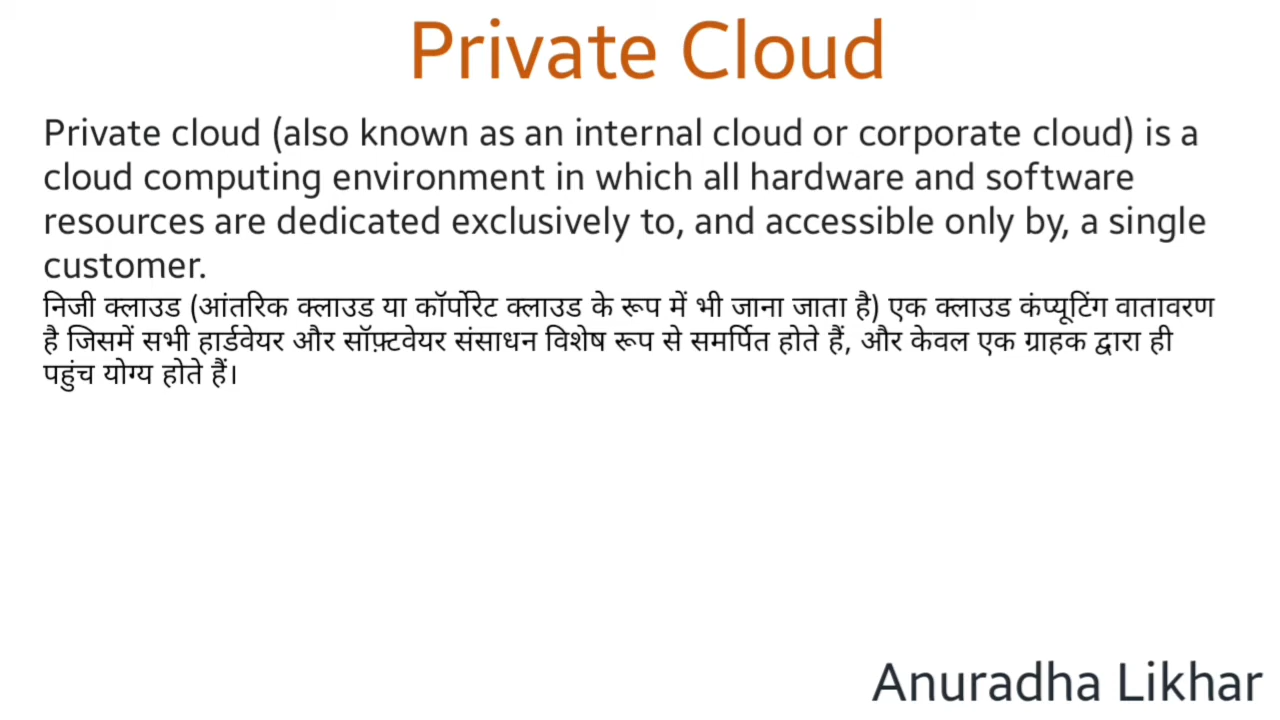 Private Cloud
Private cloud (also known as an internal cloud or corporate cloud) is a
cloud computing environment in which all hardware and software
resources are dedicated exclusively to, and accessible only by, a single
customer.
निजी क्लाउड (आंतरिक क्लाउड या कॉर्पोरेट क्लाउड के रूप में भी जाना जाता है) एक क्लाउड कंप्यूटिंग वातावरण
है जिसमें सभी हार्डवेयर और सॉफ़्टवेयर संसाधन विशेष रूप से समर्पित होते हैं, और केवल एक ग्राहक द्वारा ही
पहुंच योग्य होते हैं।
Anuradha Likhar